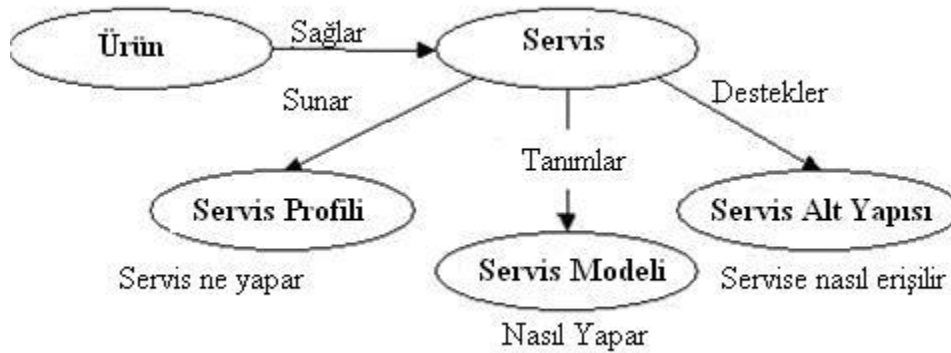 Ürün
Sağlar
Servis
Sunar
Destekler
Tanımlar
Servis Profili
Servis Alt Yapısı
Servis Modeli
Servis ne yapar
Servise nasıl erişilir
Nasıl Yapar